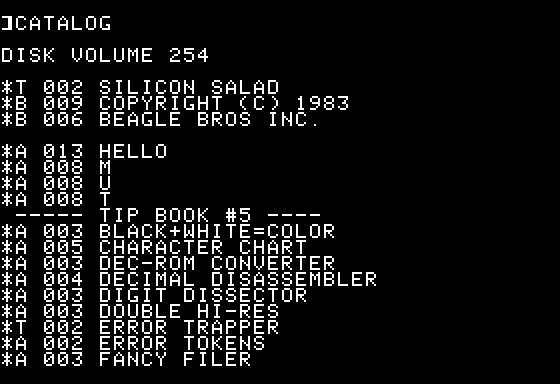 ]CATALOG
DISK VOLUME 254
*T 002 SILICON SALAD
*B 009 COPYRIGHT (C) 1983
*B 006 BEAGLE BROS INC.
*A 013 HELLO
*A 008 M
*A 008 U
*A 008 T
----- TIP BOOK #5 ----
*A 003 BLACK+WHITE=COLOR
*A 005 CHARACTER CHART
*A 003 DEC-ROM CONVERTER
*A 004 DECIMAL DISASSEMBLER
*A 003 DIGIT DISSECTOR
*A 003 DOUBLE HI-RES
*T 002 ERROR TRAPPER
*A 002 ERROR TOKENS
*A 003 FANCY FILER